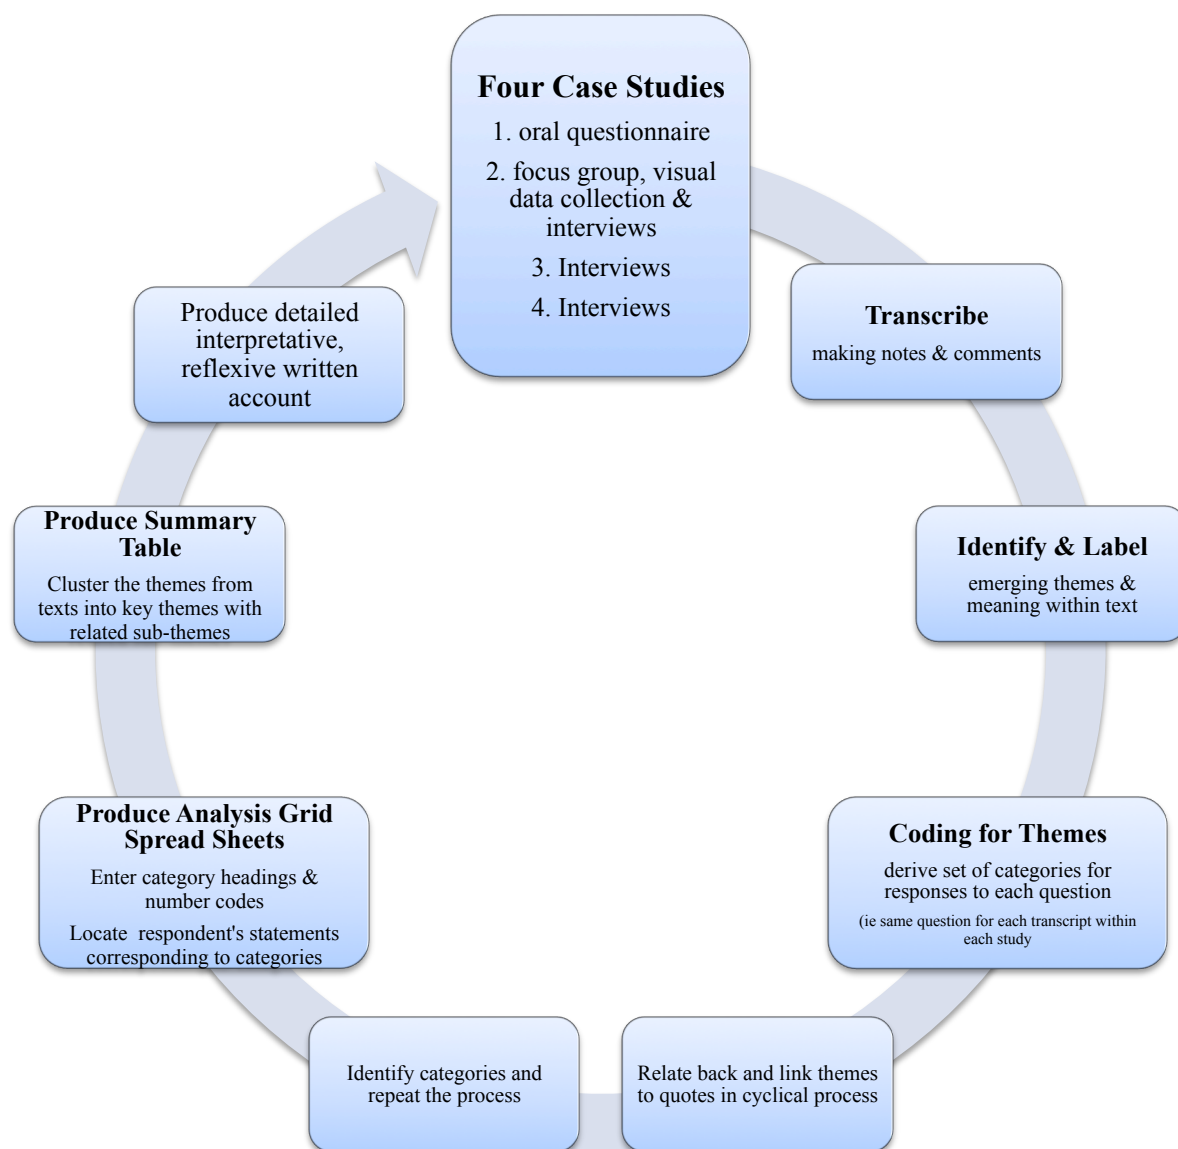 Four Case Studies
1. oral questionnaire
2. focus group, visual
data collection &
interviews
3. Interviews
4. Interviews
Transcribe
making notes & comments
Identify & Label
emerging themes &
meaning within text
Coding for Themes
derive set of categories for
responses to each question
(ie same question for each transcript within
each study
Relate back and link themes
to quotes in cyclical process
Identify categories and
repeat the process
Produce Analysis Grid
Spread Sheets
Enter category headings &
number codes
Locate respondent's statements
corresponding to categories
Produce Summary
Table
Cluster the themes from
texts into key themes with
related sub-themes
Produce detailed
interpretative,
reflexive written
account